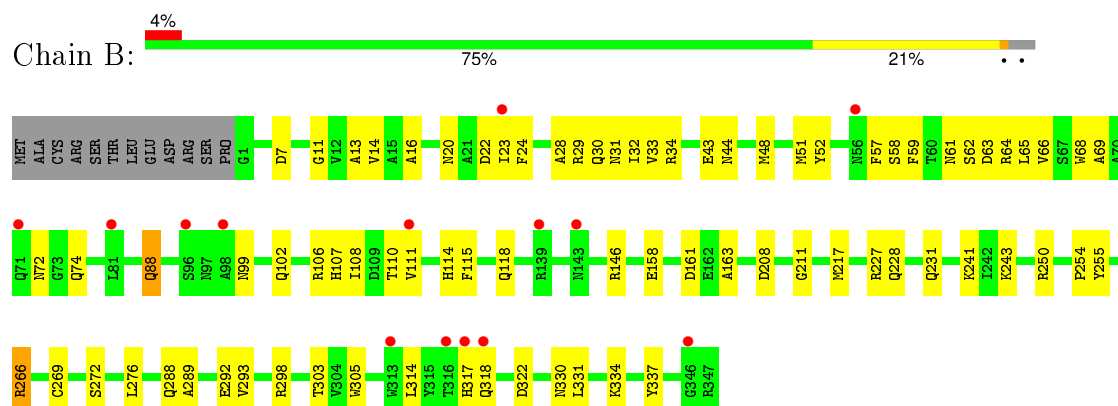 4%
Chain B:
75% 21% • •
MET ALA CYS ARG SER THR LEU GLU ASP ARG SER PRO G1 D7 G11 V12 A13 V14 A15 A16 N20 A21 D22 I23 F24 A28 R29 Q30 N31 I32 V33 R34 E43 N44 M48 M51 Y52 N56 F57 S58 F59 T60 N61 S62 D63 R64 L65 V66 S67 W68 A69 A70
Q71 N72 G73 Q74 L81 Q88 S96 N97 A98 N99 Q102 R106 H107 I108 D109 T110 V111 H114 F115 Q118 R139 N143 R146 E158 D161 E162 A163 D208 G211 M217 R227 Q228 Q231 K241 I242 K243 R250 P254 Y255
R266 C269 S272 L276 Q288 A289 E292 V293 R298 T303 V304 W305 W313 L314 Y315 T316 H317 Q318 D322 N330 L331 K334 Y337 G346 R347